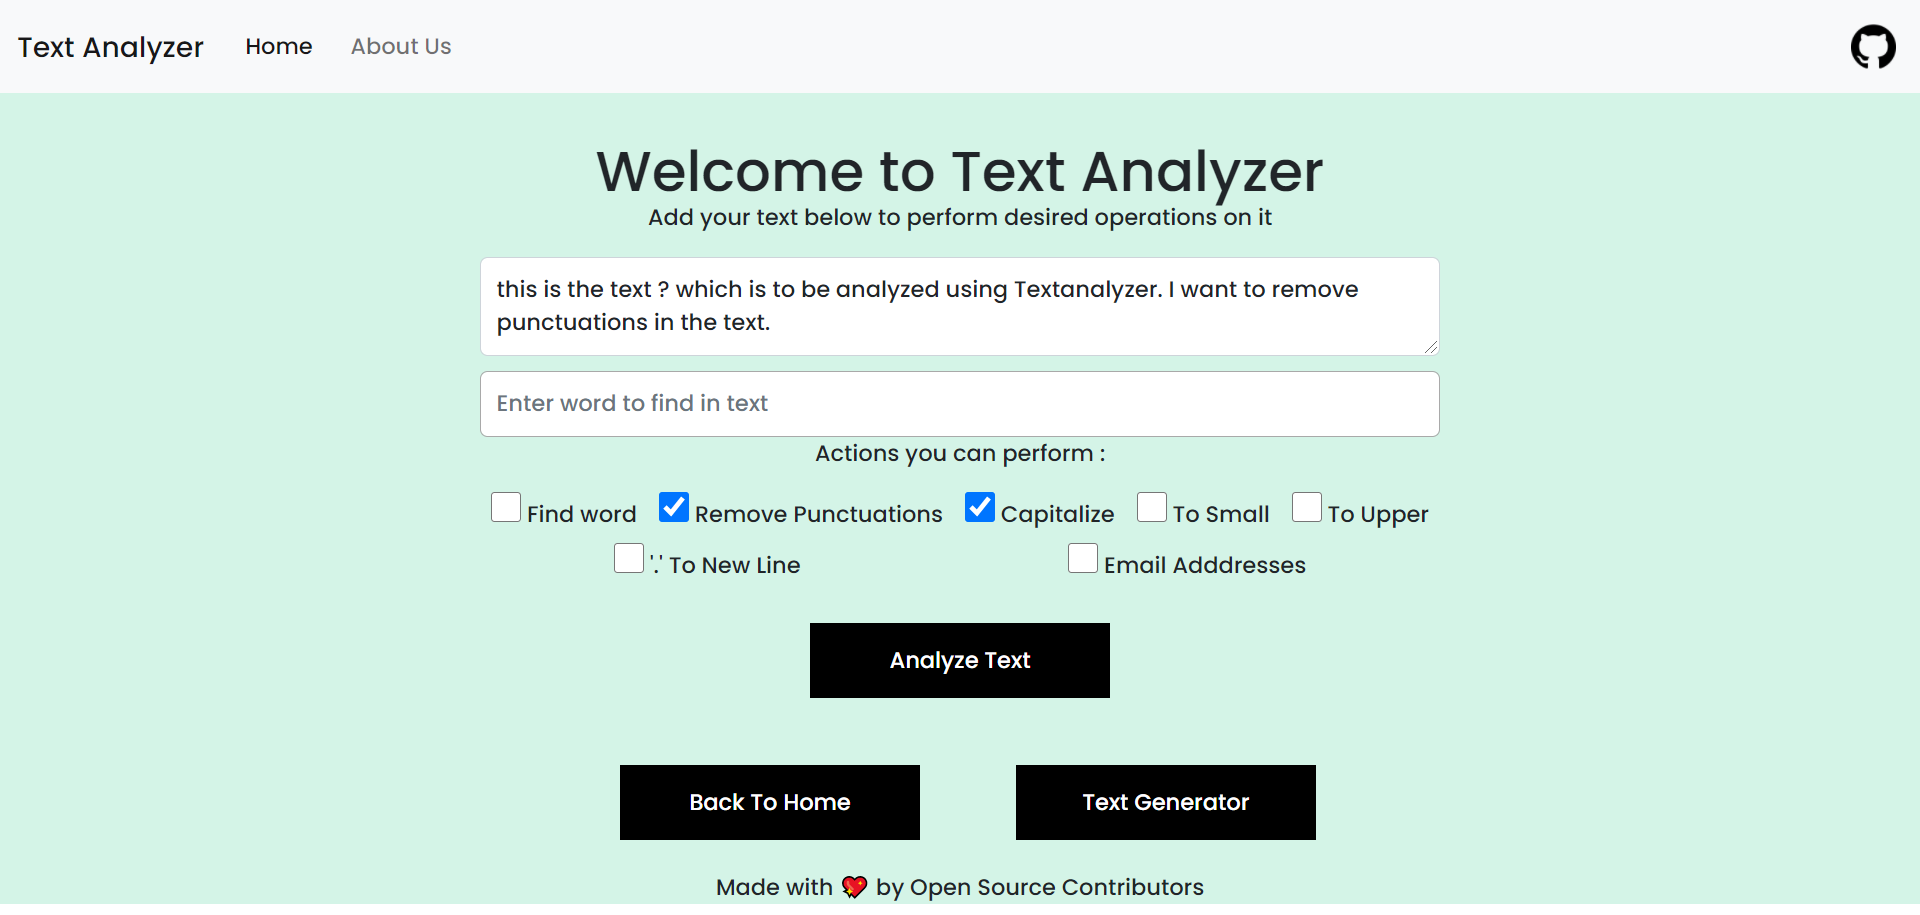 Text Analyzer Home About Us
Welcome to Text Analyzer
Add your text below to perform desired operations on it
this is the text ? which is to be analyzed using Textanalyzer. I want to remove
punctuations in the text.
Enter word to find in text
Actions you can perform :
Find word Remove Punctuations Capitalize To Small To Upper
'.' To New Line Email Adddresses
Analyze Text
Back To Home Text Generator
Made with 💖 by Open Source Contributors